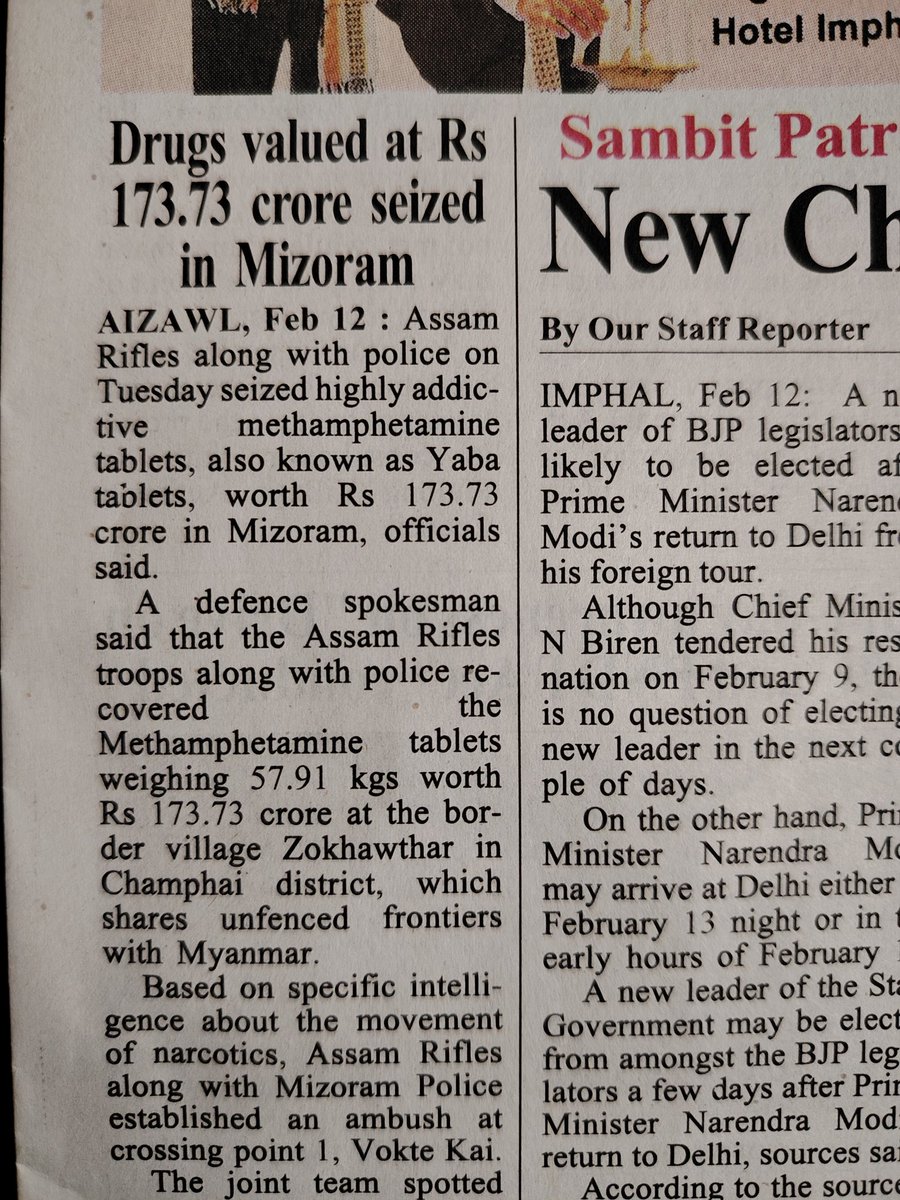 Hotel Imph
Drugs valued at Rs
173.73 crore seized
in Mizoram
AIZAWL, Feb 12 : Assam
Rifles along with police on
Tuesday seized highly addic-
tive methamphetamine
tablets, also known as Yaba
tablets, worth Rs 173.73
crore in Mizoram, officials
said.
A defence spokesman
said that the Assam Rifles
troops along with police re-
covered the
Methamphetamine tablets
weighing 57.91 kgs worth
Rs 173.73 crore at the bor-
der village Zokhawthar in
Champhai district, which
shares unfenced frontiers
with Myanmar.
Based on specific intelli-
gence about the movement
of narcotics, Assam Rifles
along with Mizoram Police
established an ambush at
crossing point 1, Vokte Kai.
The joint team spotted
Sambit Patr
New Ch
By Our Staff Reporter
IMPHAL, Feb 12: A n
leader of BJP legislators
likely to be elected af
Prime Minister Naren
Modi's return to Delhi fr
his foreign tour.
Although Chief Minis
N Biren tendered his res
nation on February 9, th
is no question of electing
new leader in the next co
ple of days.
On the other hand, Pri
Minister Narendra Mo
may arrive at Delhi either
February 13 night or in t
early hours of February
A new leader of the Sta
Government may be elect
from amongst the BJP leg
lators a few days after Prin
Minister Narendra Modi
return to Delhi, sources sa
According to the source